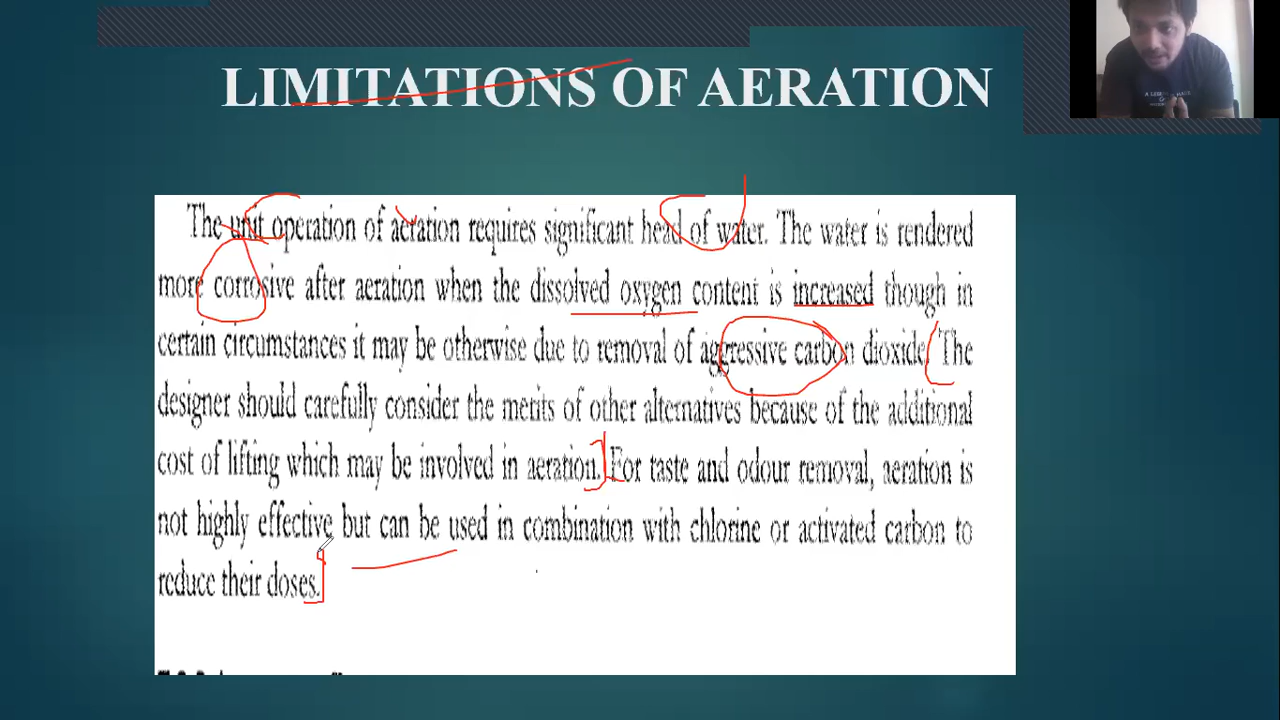 LIMITATIONS OF AERATION
The unit operation of aeration requires significant head of water. The water is rendered
more corrosive after aeration when the dissolved oxygen content is increased though in
certain circumstances it may be otherwise due to removal of aggressive carbon dioxide. The
designer should carefully consider the merits of other alternatives because of the additional
cost of lifting which may be involved in aeration. For taste and odour removal, aeration is
not highly effective but can be used in combination with chlorine or activated carbon to
reduce their doses.